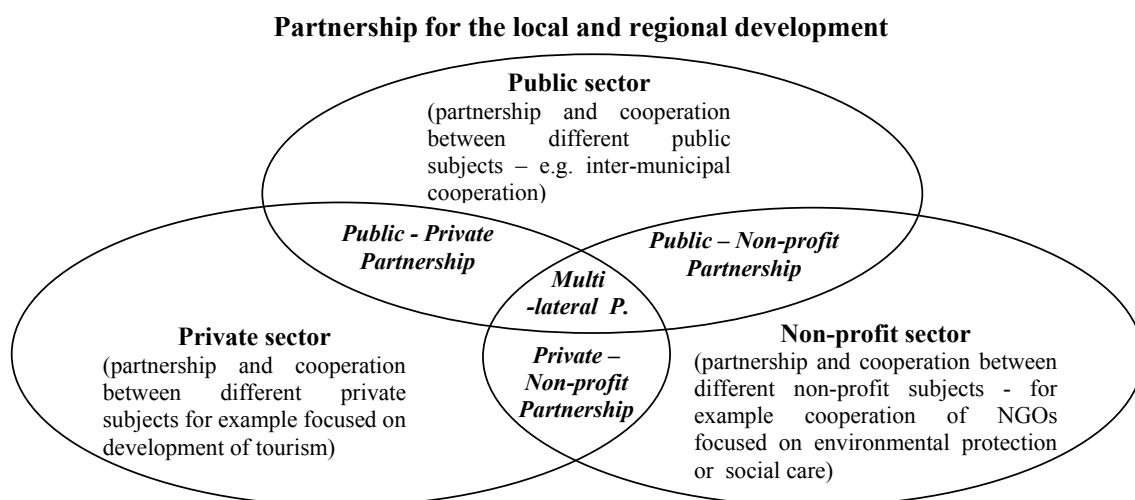 Partnership for the local and regional development
Public sector
(partnership and cooperation
between different public
subjects – e.g. inter-municipal
cooperation)
Public - Private
Partnership
Public – Non-profit
Partnership
Multi
-lateral P.
Private sector
(partnership and cooperation
between different private
subjects for example focused on
development of tourism)
Private –
Non-profit
Partnership
Non-profit sector
(partnership and cooperation between
different non-profit subjects - for
example cooperation of NGOs
focused on environmental protection
or social care)